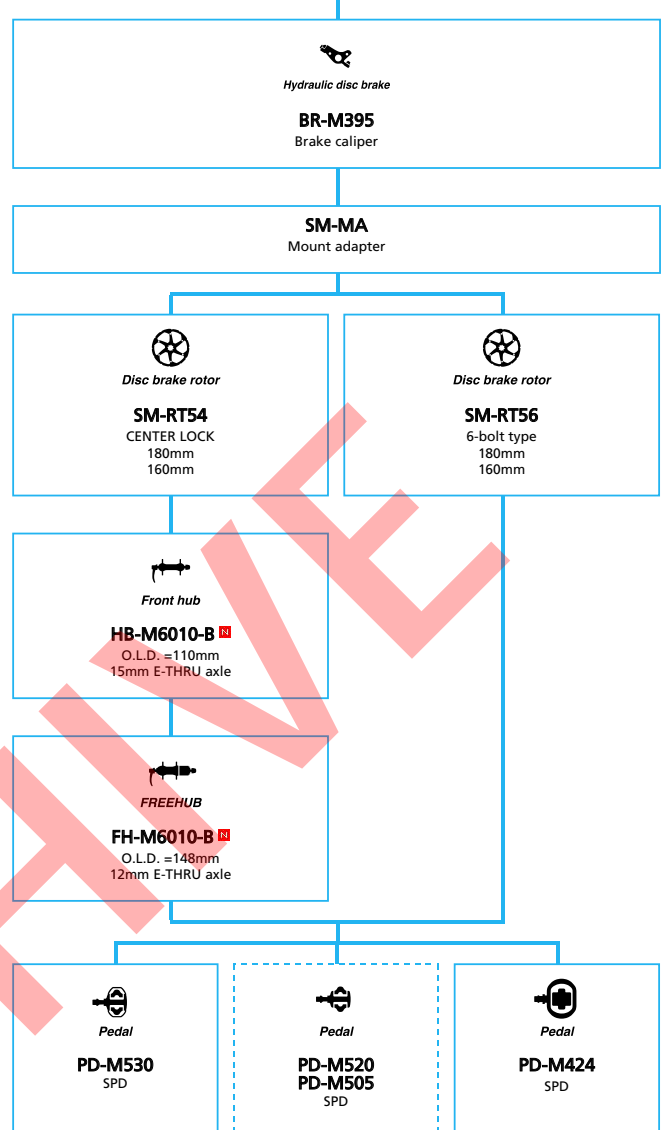 Hydraulic disc brake
BR-M395
Brake caliper
SM-MA
Mount adapter
Disc brake rotor
SM-RT54
CENTER LOCK
180mm
160mm
Disc brake rotor
SM-RT56
6-bolt type
180mm
160mm
Front hub
HB-M6010-B N
O.L.D. =110mm
15mm E-THRU axle
FREEHUB
FH-M6010-B N
O.L.D. =148mm
12mm E-THRU axle
Pedal
PD-M530
SPD
Pedal
PD-M520
PD-M505
SPD
Pedal
PD-M424
SPD
HIVE